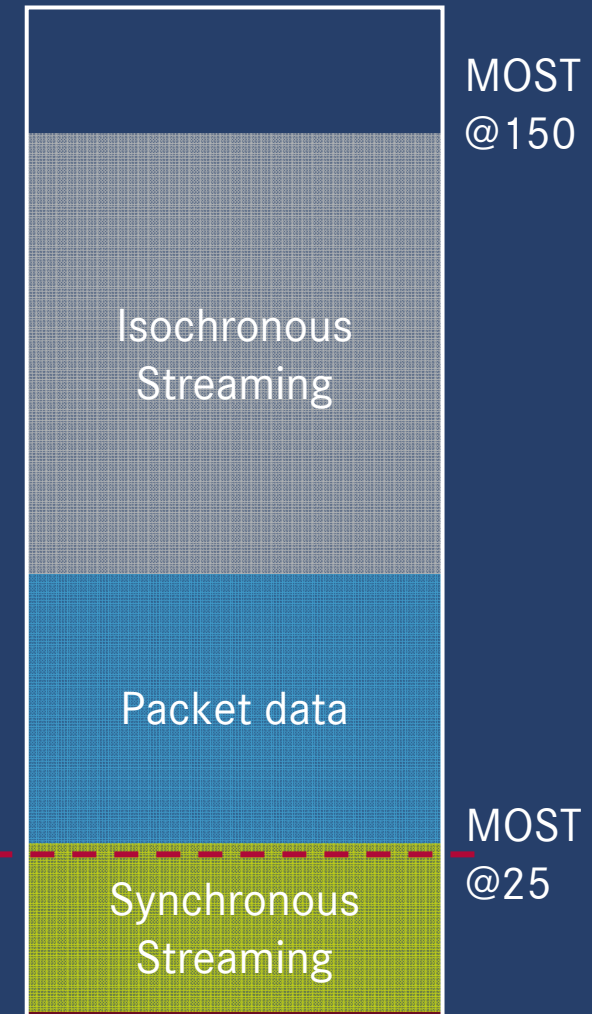 MOST
@150
Isochronous
Streaming
Packet data
MOST
@25
Synchronous
Streaming